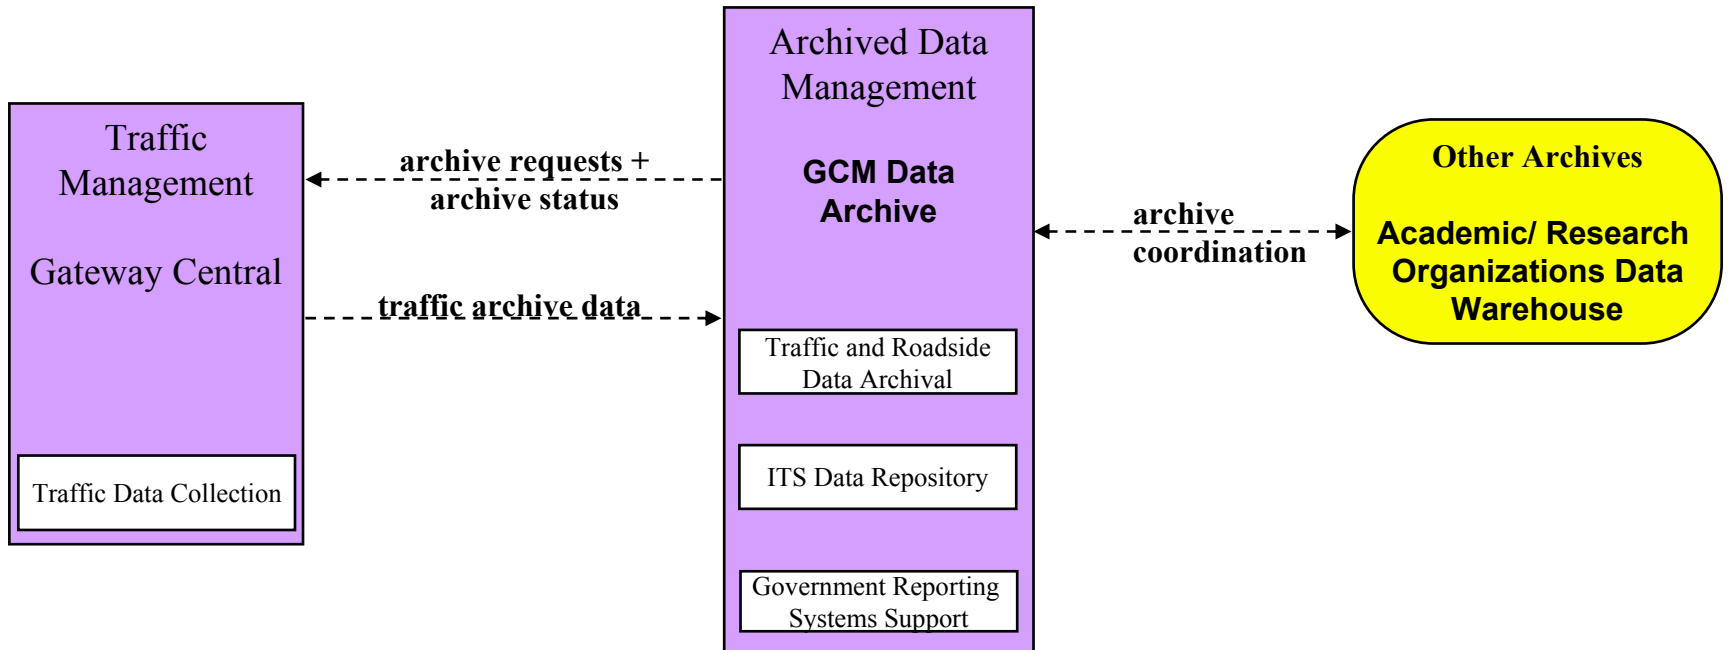 Traffic
Management
Gateway Central
Traffic Data Collection
archive requests +
archive status
traffic archive data
Archived Data
Management
GCM Data
Archive
Traffic and Roadside
Data Archival
ITS Data Repository
Government Reporting
Systems Support
archive
coordination
Other Archives
Academic/ Research
Organizations Data
Warehouse